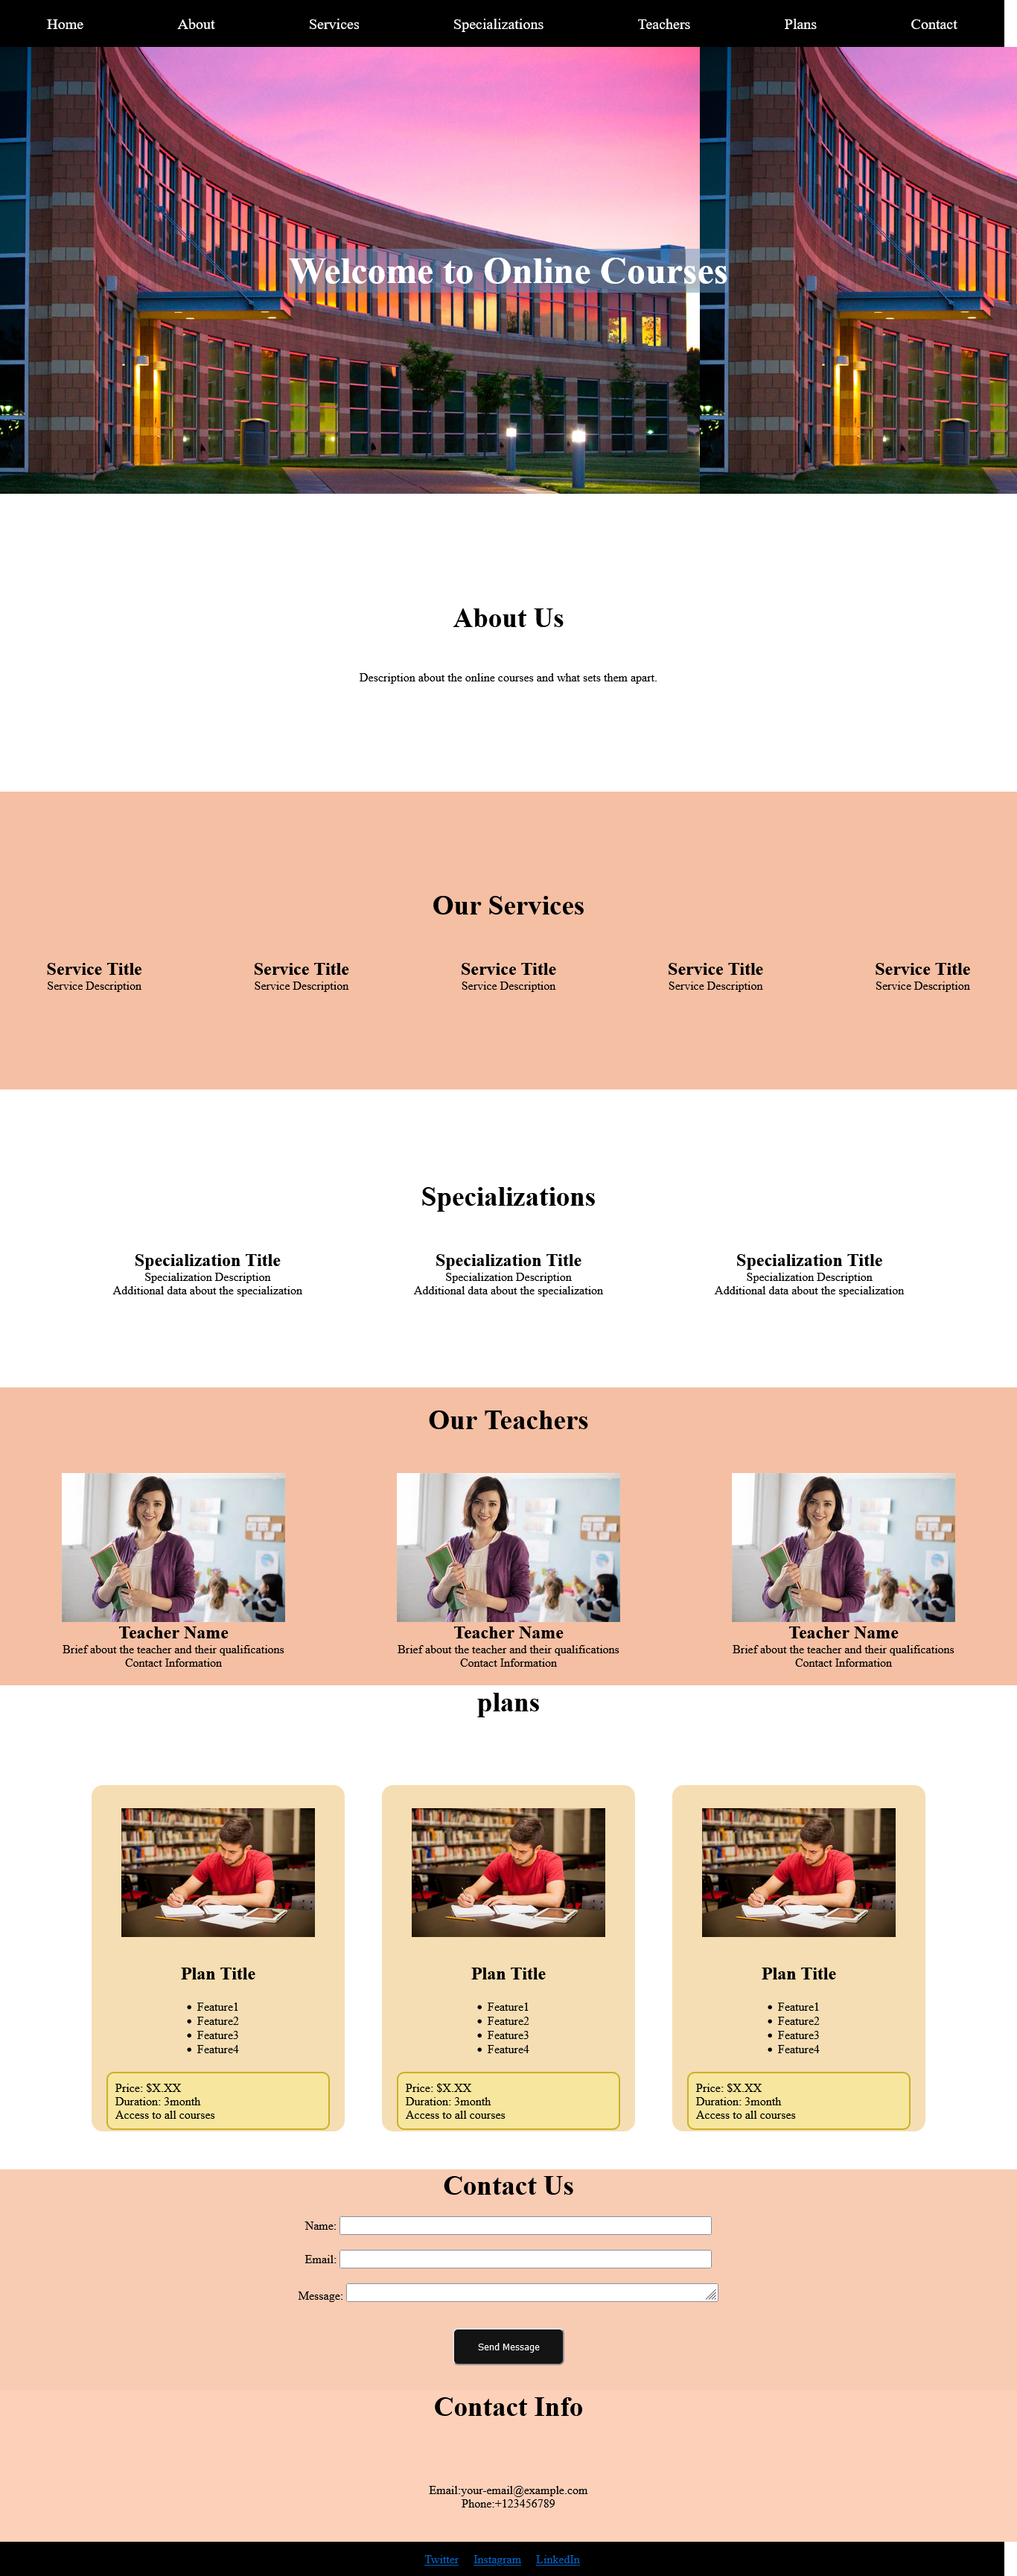 Home About Services Specializations Teachers Plans Contact
Welcome to Online Courses
About Us
Description about the online courses and what sets them apart.
Our Services
Service Title Service Title Service Title Service Title Service Title
Service Description Service Description Service Description Service Description Service Description
Specializations
Specialization Title Specialization Title Specialization Title
Specialization Description Specialization Description Specialization Description
Additional data about the specialization Additional data about the specialization Additional data about the specialization
Our Teachers
Teacher Name Teacher Name Teacher Name
Brief about the teacher and their qualifications Brief about the teacher and their qualifications Brief about the teacher and their qualifications
Contact Information Contact Information Contact Information
plans
Plan Title Plan Title Plan Title
• Feature1 • Feature1 • Feature1
• Feature2 • Feature2 • Feature2
• Feature3 • Feature3 • Feature3
• Feature4 • Feature4 • Feature4
Price: $X.XX Price: $X.XX Price: $X.XX
Duration: 3month Duration: 3month Duration: 3month
Access to all courses Access to all courses Access to all courses
Contact Us
Name:
Email:
Message:
Send Message
Contact Info
Email:your-email@example.com
Phone:+123456789
Twitter Instagram LinkedIn